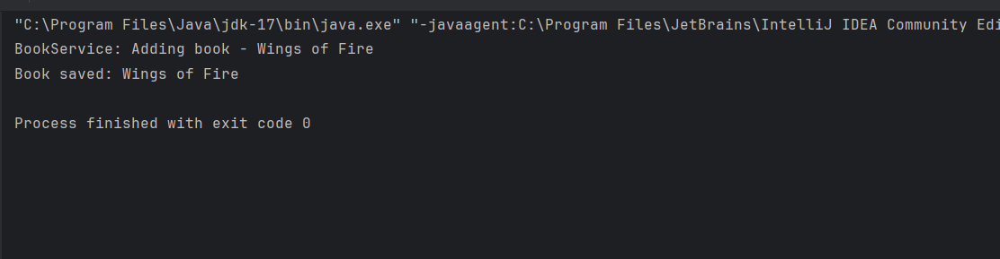 "C:\Program Files\Java\jdk-17\bin\java.exe" "-javaagent:C:\Program Files\JetBrains\IntelliJ IDEA Community Edi
BookService: Adding book - Wings of Fire
Book saved: Wings of Fire
Process finished with exit code 0